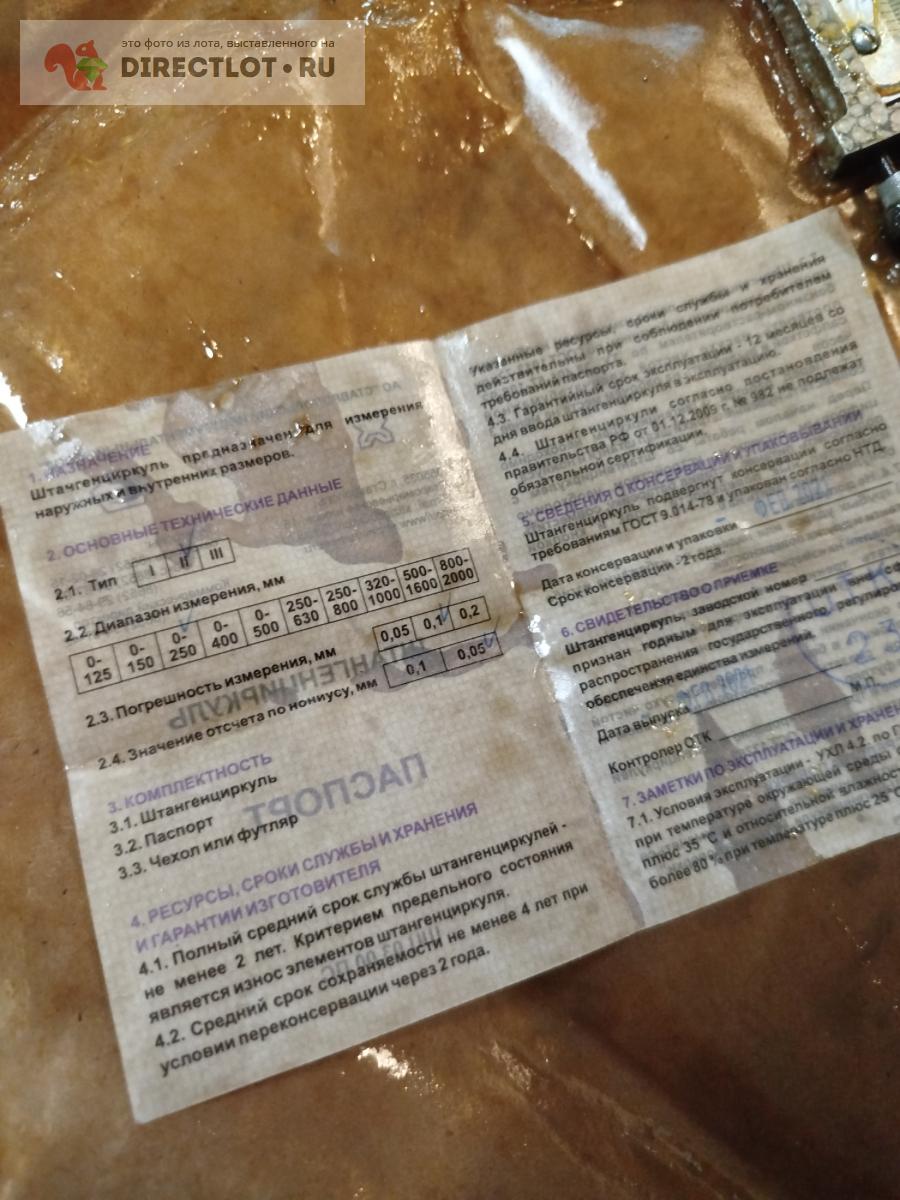 это фото из лота, выставленного на
DIRECTLOT•RU
1. НАЗНАЧЕНИЕ
Штангенциркуль предназначен для измерения
наружных и внутренних размеров.
2. ОСНОВНЫЕ ТЕХНИЧЕСКИЕ ДАННЫЕ
2.1. Тип I II III
2.2. Диапазон измерения, мм
0-125 0-150 0-250 0-400 0-500 250-630 250-800 320-1000 500-1600 800-2000
2.3. Погрешность измерения, мм 0,05 0,1 0,2
2.4. Значение отсчета по нониусу, мм 0,1 0,05
3. КОМПЛЕКТНОСТЬ
3.1. Штангенциркуль
3.2. Паспорт
3.3. Чехол или футляр
4. РЕСУРСЫ, СРОКИ СЛУЖБЫ И ХРАНЕНИЯ
И ГАРАНТИИ ИЗГОТОВИТЕЛЯ
4.1. Полный средний срок службы штангенциркулей -
не менее 2 лет. Критерием предельного состояния
является износ элементов штангенциркуля.
4.2. Средний срок сохраняемости не менее 4 лет при
условии переконсервации через 2 года.
Указанные ресурсы, сроки службы и хранения
действительны при соблюдении потребителем
требований паспорта.
4.3. Гарантийный срок эксплуатации - 12 месяцев со
дня ввода штангенциркуля в эксплуатацию.
4.4. Штангенциркули согласно постановления
правительства РФ от 01.12.2009 г. № 982 не подлежат
обязательной сертификации.
5. СВЕДЕНИЯ О КОНСЕРВАЦИИ И УПАКОВЫВАНИИ
Штангенциркуль подвергнут консервации согласно
требованиям ГОСТ 9.014-78 и упакован согласно НТД.
Дата консервации и упаковки ФЕВ 2021
Срок консервации - 2 года.
6. СВИДЕТЕЛЬСТВО О ПРИЕМКЕ
Штангенциркуль, заводской номер
признан годным для эксплуатации вне
распространения государственного
обеспечения единства измерений.
Дата выпуска
М.П.
Контролер ОТК
23
7. ЗАМЕТКИ ПО ЭКСПЛУАТАЦИИ И
7.1. Условия эксплуатации - УХЛ 4.2. по
при температуре окружающей среды
плюс 35 °С и относительной влажност
более 80 % при температуре плюс 25 °С
ШТАНГЕНЦИРКУЛЬ
ПАСПОРТ